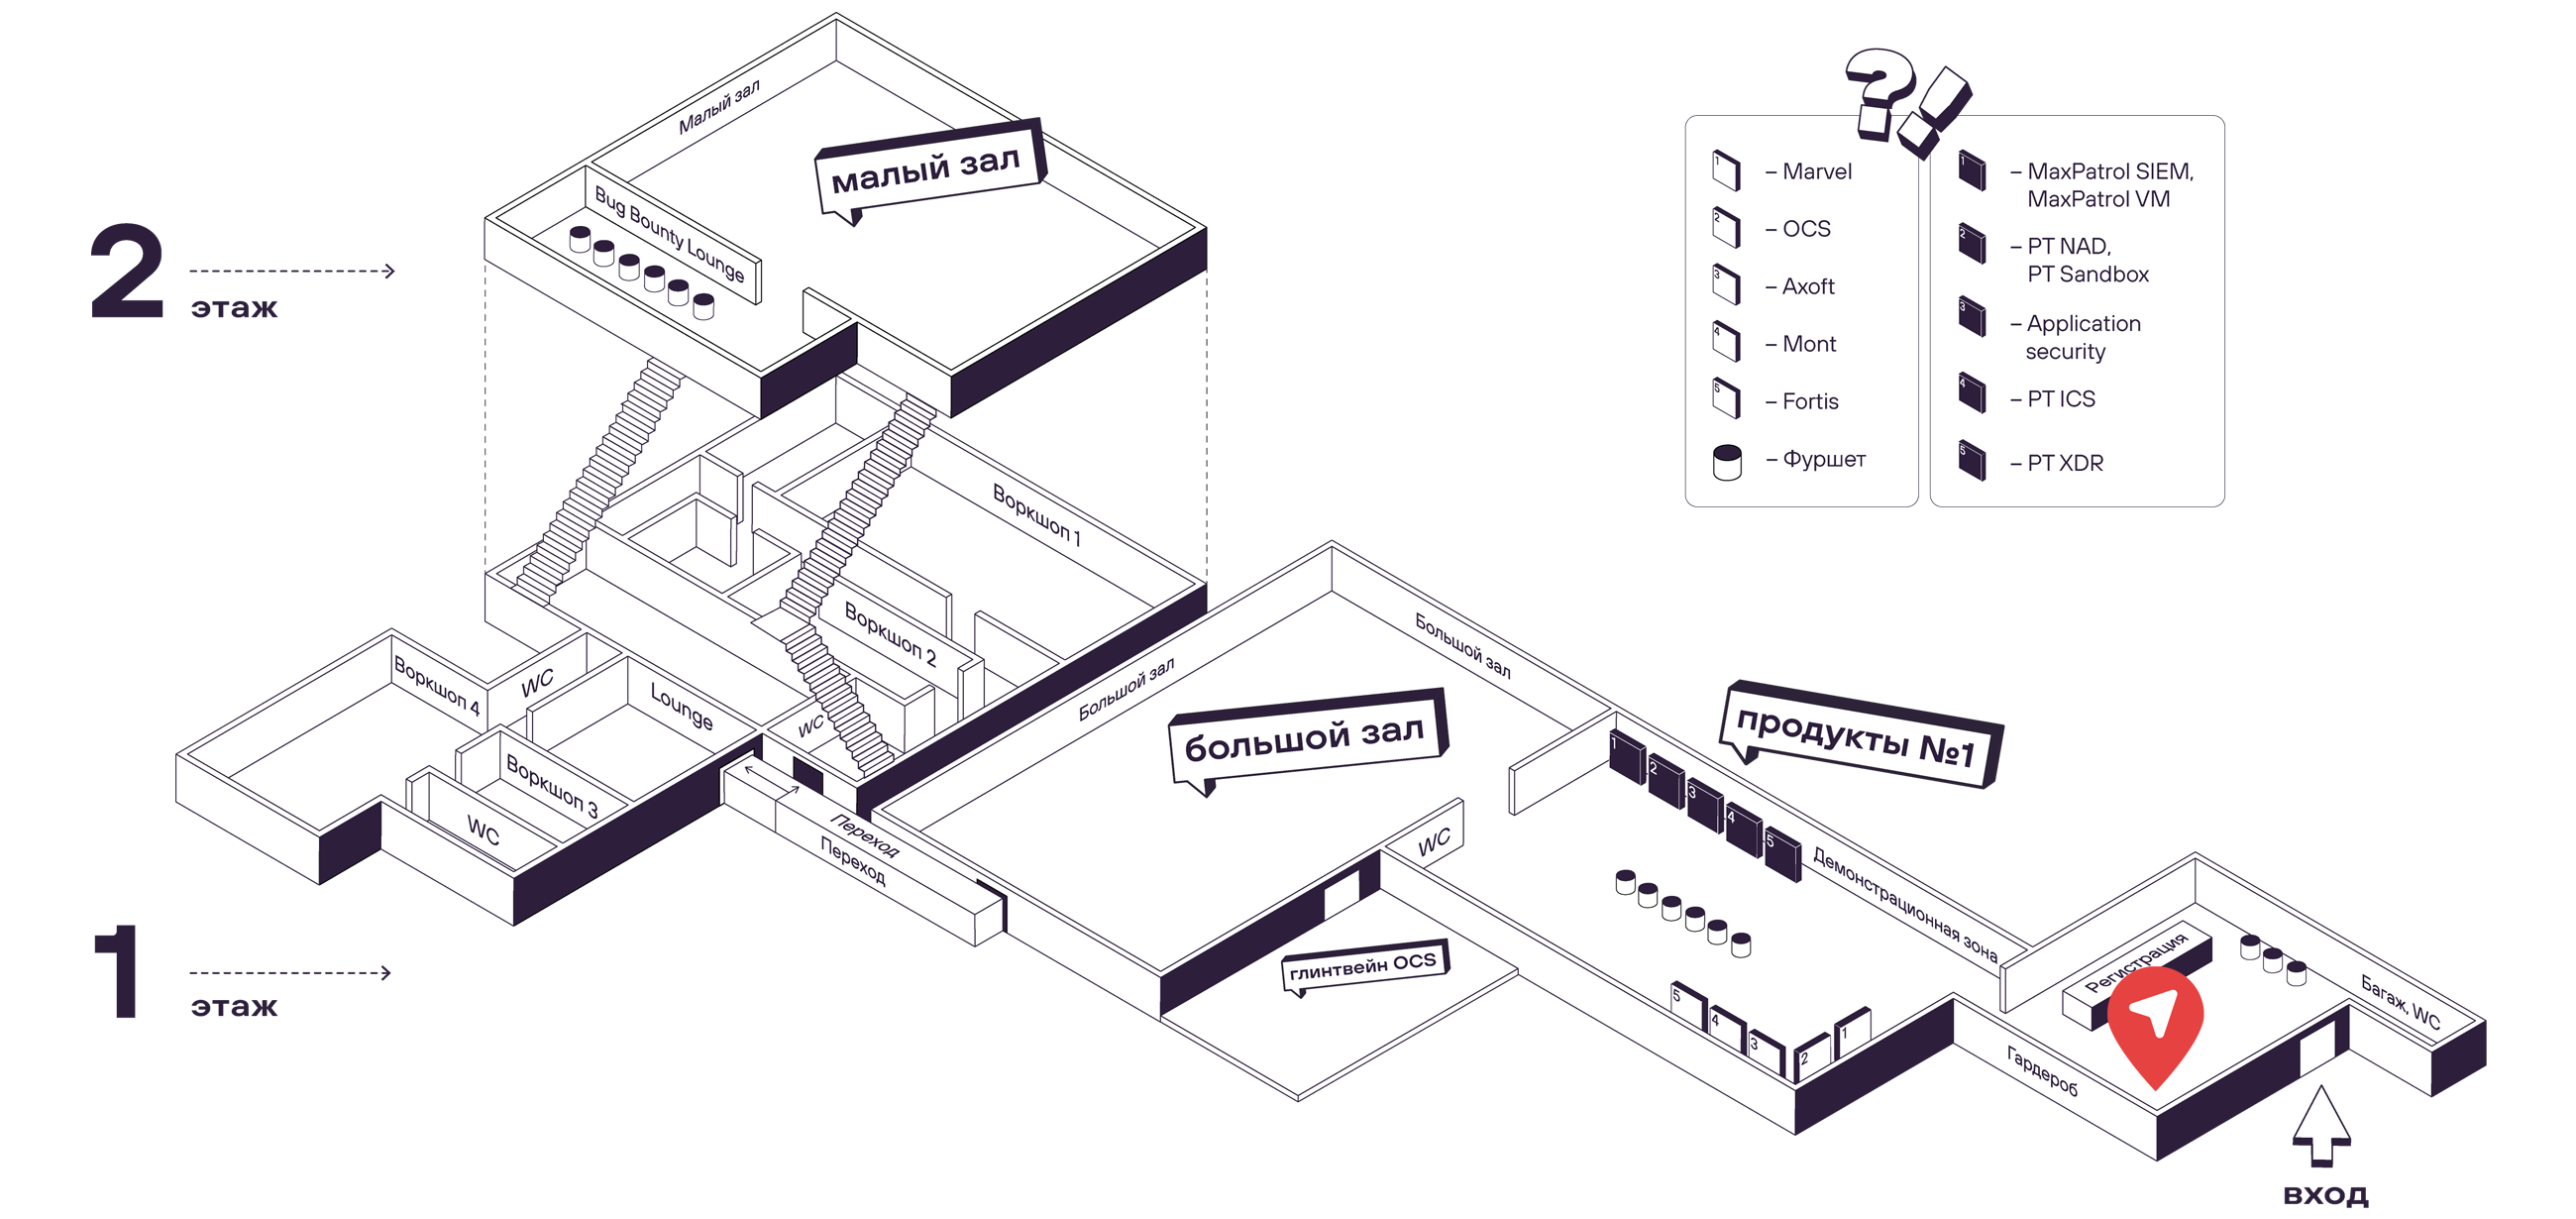 2
этаж
Малый зал
малый зал
Bug Bounty Lounge
?!
1
– Marvel
2
– OCS
3
– Axoft
4
– Mont
5
– Fortis
– Фуршет
1
– MaxPatrol SIEM,
MaxPatrol VM
2
– PT NAD,
PT Sandbox
3
– Application
security
4
– PT ICS
5
– PT XDR
1
этаж
Воркшоп 1
Воркшоп 2
Воркшоп 4
WC
Lounge
WC
Воркшоп 3
WC
Переход
Переход
Большой зал
Большой зал
большой зал
WC
глинтвейн OCS
продукты №1
1
2
3
4
5
Демонстрационная зона
5
4
3
2
1
Регистрация
Багаж, WC
Гардероб
вход